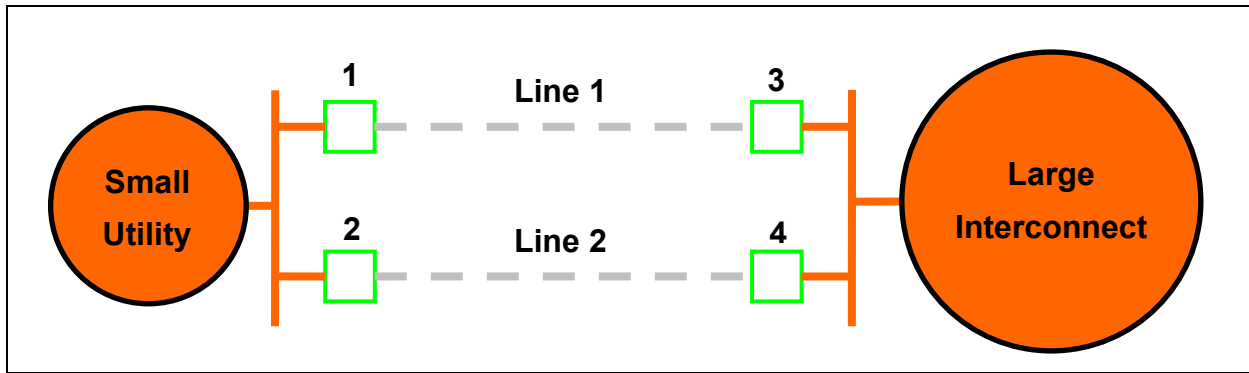 1
Line 1
3
Small
Utility
2
Line 2
4
Large
Interconnect